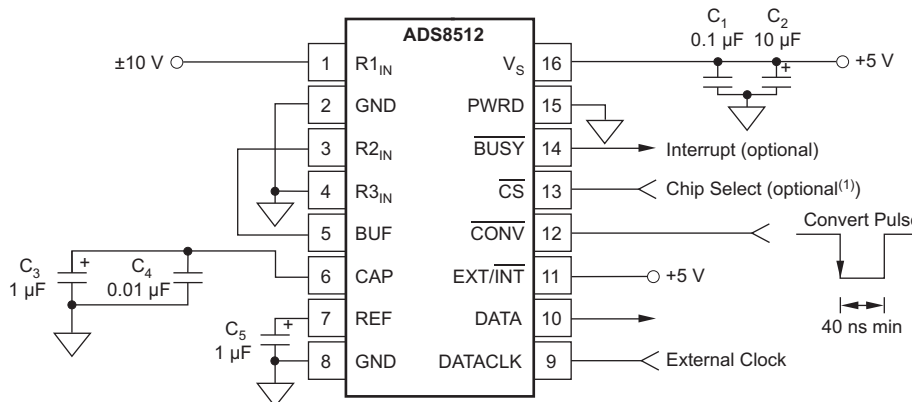 ADS8512
±10 V
1
R1IN
VS
16
C1
0.1 µF
C2
10 µF
+
+5 V
2
GND
PWRD
15
3
R2IN
BUSY
14
Interrupt (optional)
4
R3IN
CS
13
Chip Select (optional(1))
5
BUF
CONV
12
Convert Pulse
40 ns min
C3
1 µF
+
C4
0.01 µF
6
CAP
EXT/INT
11
+5 V
C5
1 µF
+
7
REF
DATA
10
8
GND
DATACLK
9
External Clock